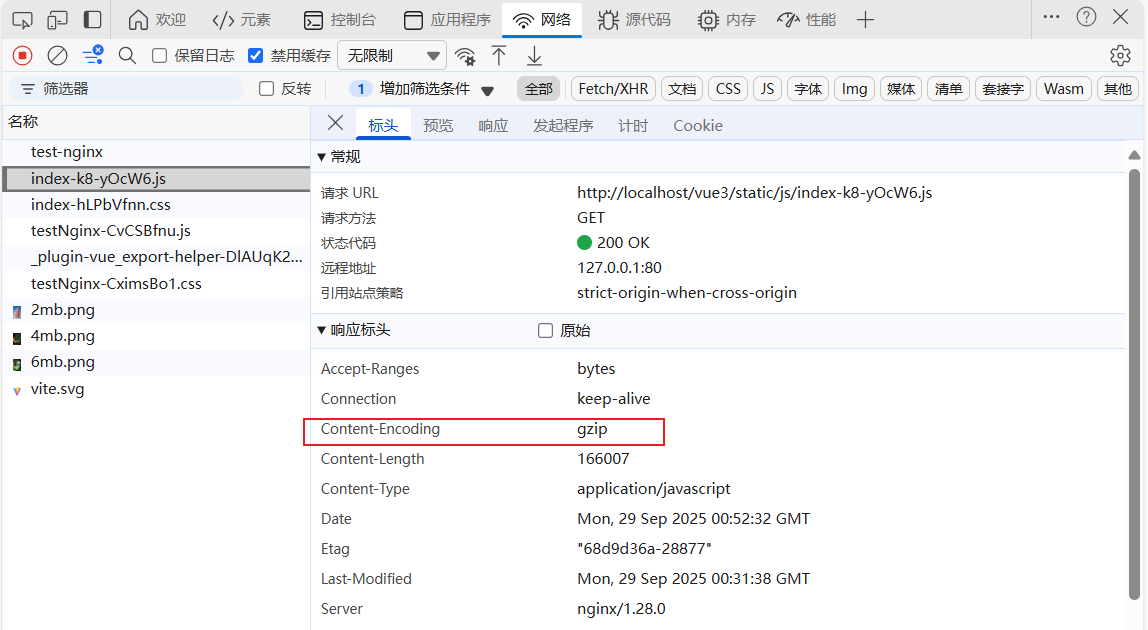 欢迎 元素 控制台 应用程序 网络 源代码 内存 性能
保留日志 禁用缓存 无限制
筛选器 反转 1 增加筛选条件 全部 Fetch/XHR 文档 CSS JS 字体 Img 媒体 清单 套接字 Wasm 其他
名称
test-nginx
index-k8-yOcW6.js
index-hLPbVfnn.css
testNginx-CvCSBfnu.js
_plugin-vue_export-helper-DlAUqK2...
testNginx-CximsBo1.css
2mb.png
4mb.png
6mb.png
vite.svg
标头 预览 响应 发起程序 计时 Cookie
常规
请求 URL http://localhost/vue3/static/js/index-k8-yOcW6.js
请求方法 GET
状态代码 200 OK
远程地址 127.0.0.1:80
引用站点策略 strict-origin-when-cross-origin
响应标头 原始
Accept-Ranges bytes
Connection keep-alive
Content-Encoding gzip
Content-Length 166007
Content-Type application/javascript
Date Mon, 29 Sep 2025 00:52:32 GMT
Etag "68d9d36a-28877"
Last-Modified Mon, 29 Sep 2025 00:31:38 GMT
Server nginx/1.28.0